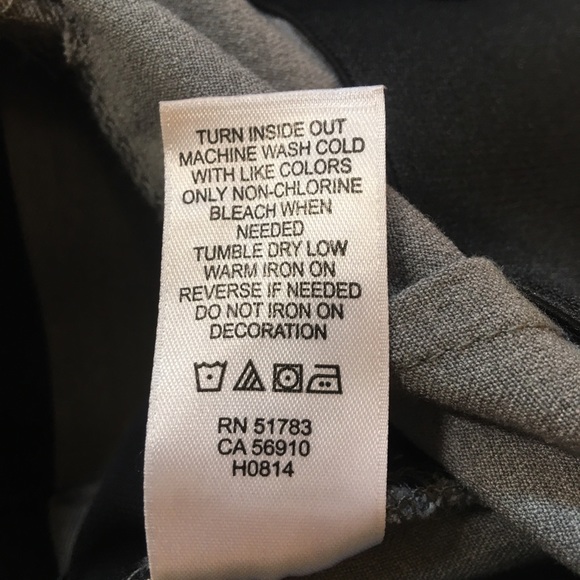 TURN INSIDE OUT
MACHINE WASH COLD
WITH LIKE COLORS
ONLY NON-CHLORINE
BLEACH WHEN
NEEDED
TUMBLE DRY LOW
WARM IRON ON
REVERSE IF NEEDED
DO NOT IRON ON
DECORATION
RN 51783
CA 56910
H0814